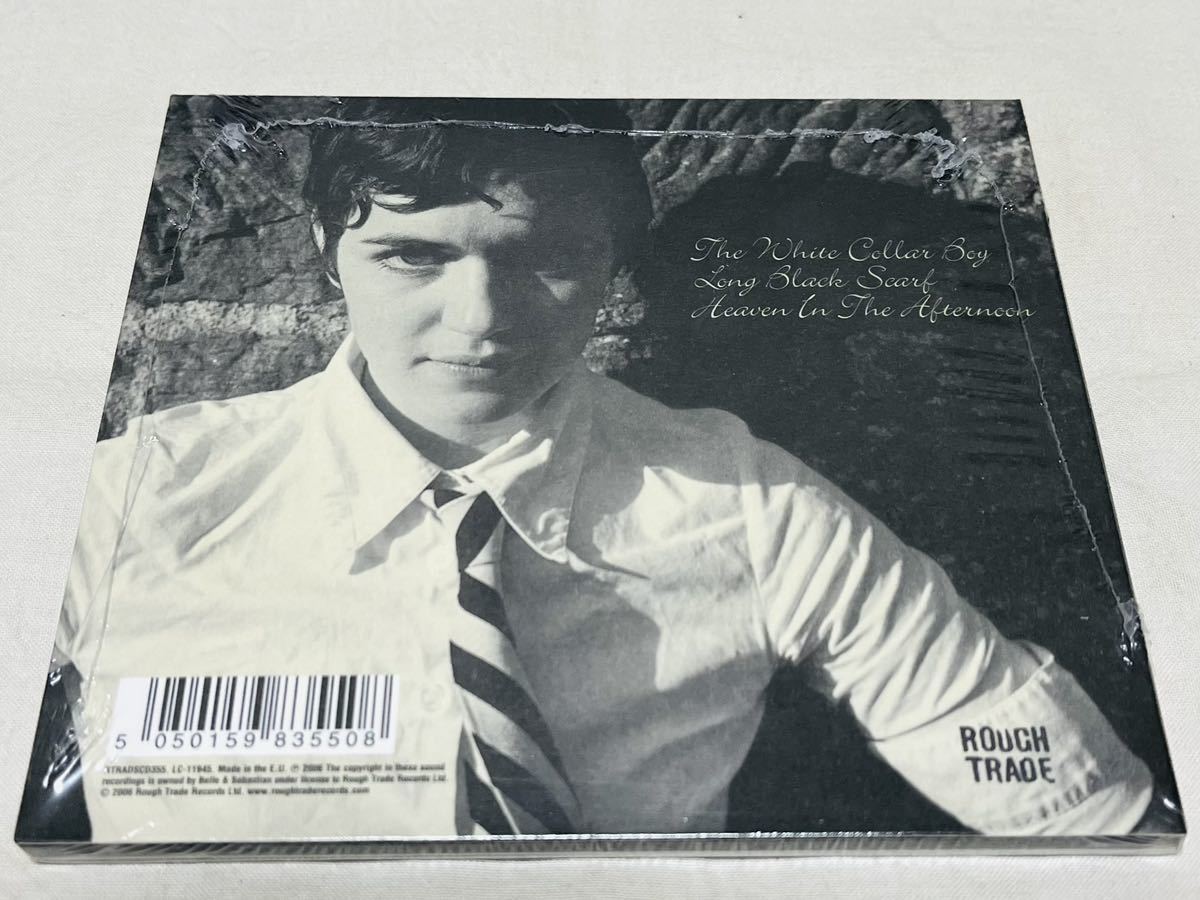 The White Collar Boy
Long Black Scarf
Heaven In The Afternoon
ROUGH
TRADE
5 050159 835508
RTRADSCD355. LC-11945. Made in the E.U. ℗ 2006 The copyright in these sound
recordings is owned by Belle & Sebastian under license to Rough Trade Records Ltd.
© 2006 Rough Trade Records Ltd. www.roughtraderecords.com